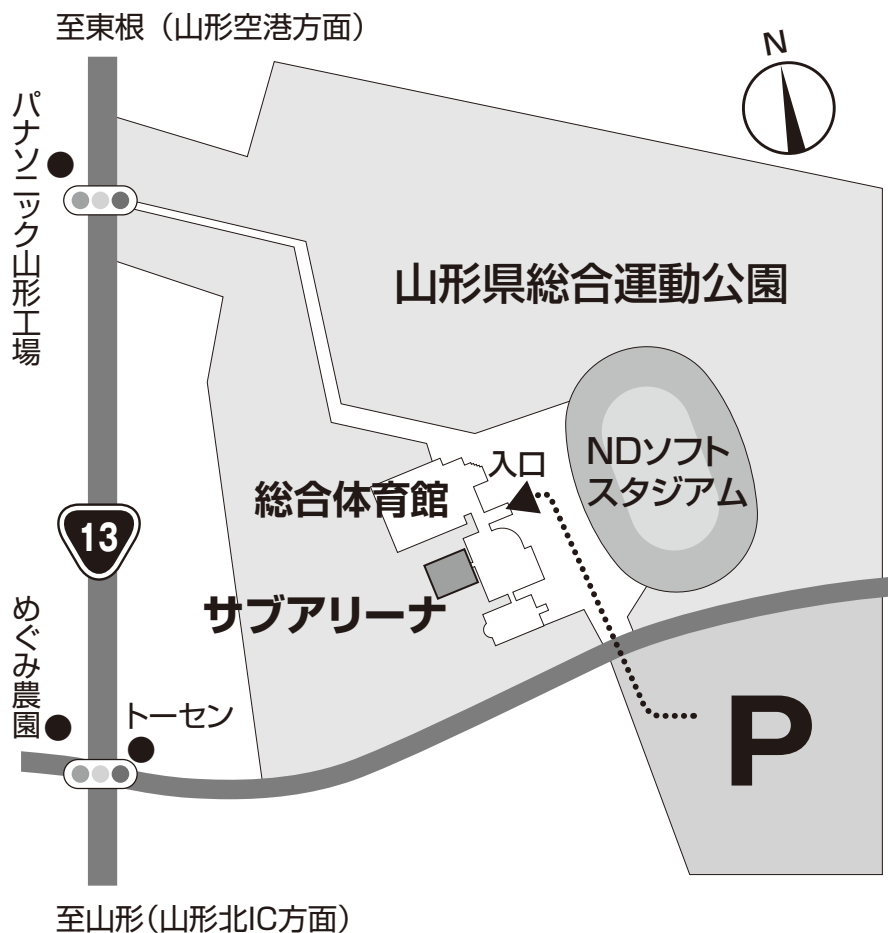 至東根（山形空港方面）
N
パナソニック山形工場
山形県総合運動公園
NDソフト
スタジアム
入口
総合体育館
13
サブアリーナ
めぐみ農園
トーセン
P
至山形（山形北IC方面）